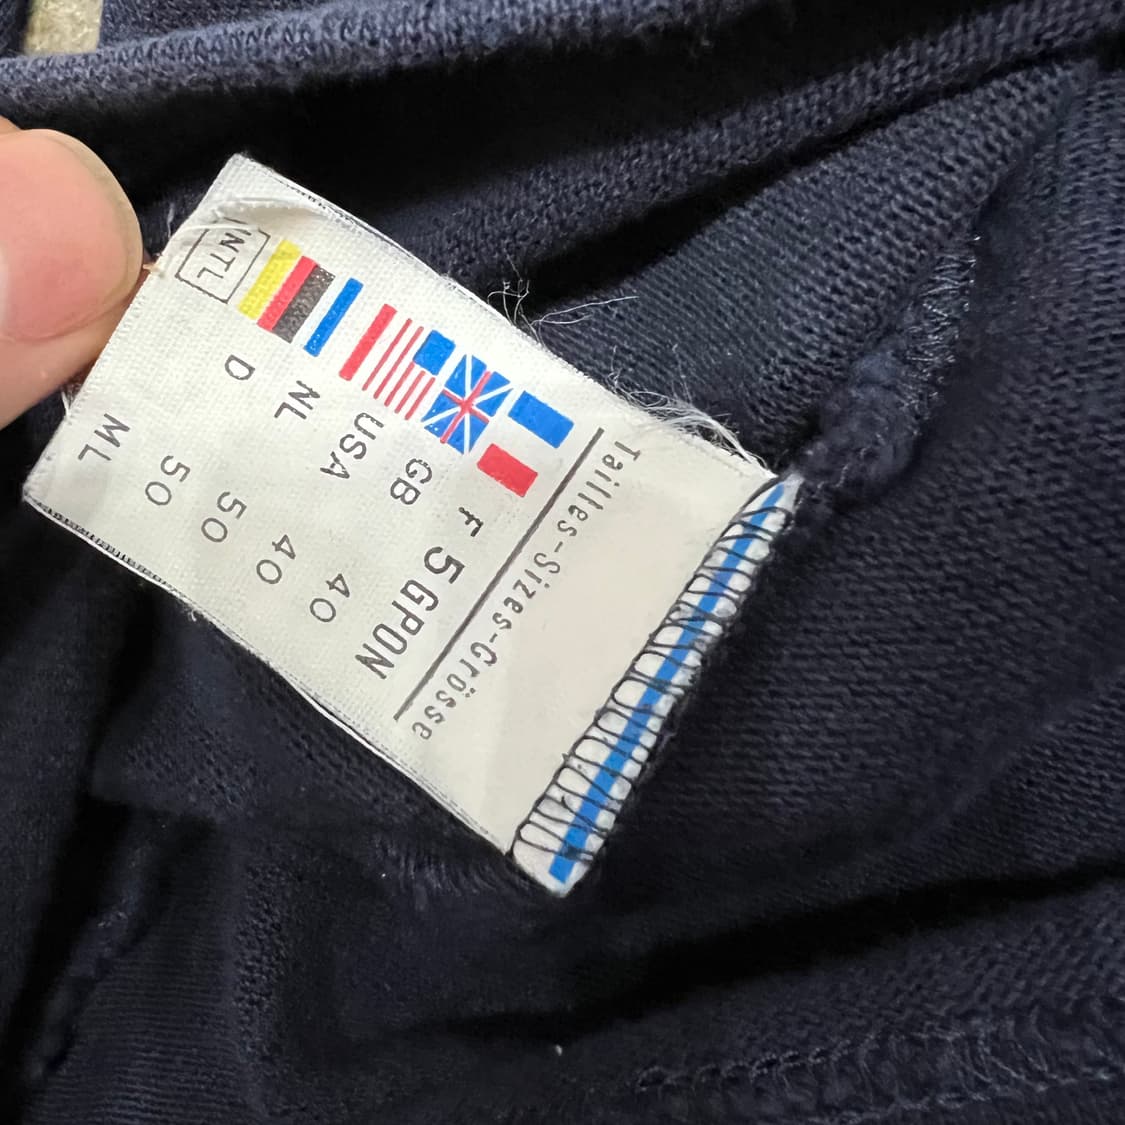 Tailles-Sizes-Grösse
F 5 GPON
GB 40
USA 40
NL 50
D 50
INTL ML